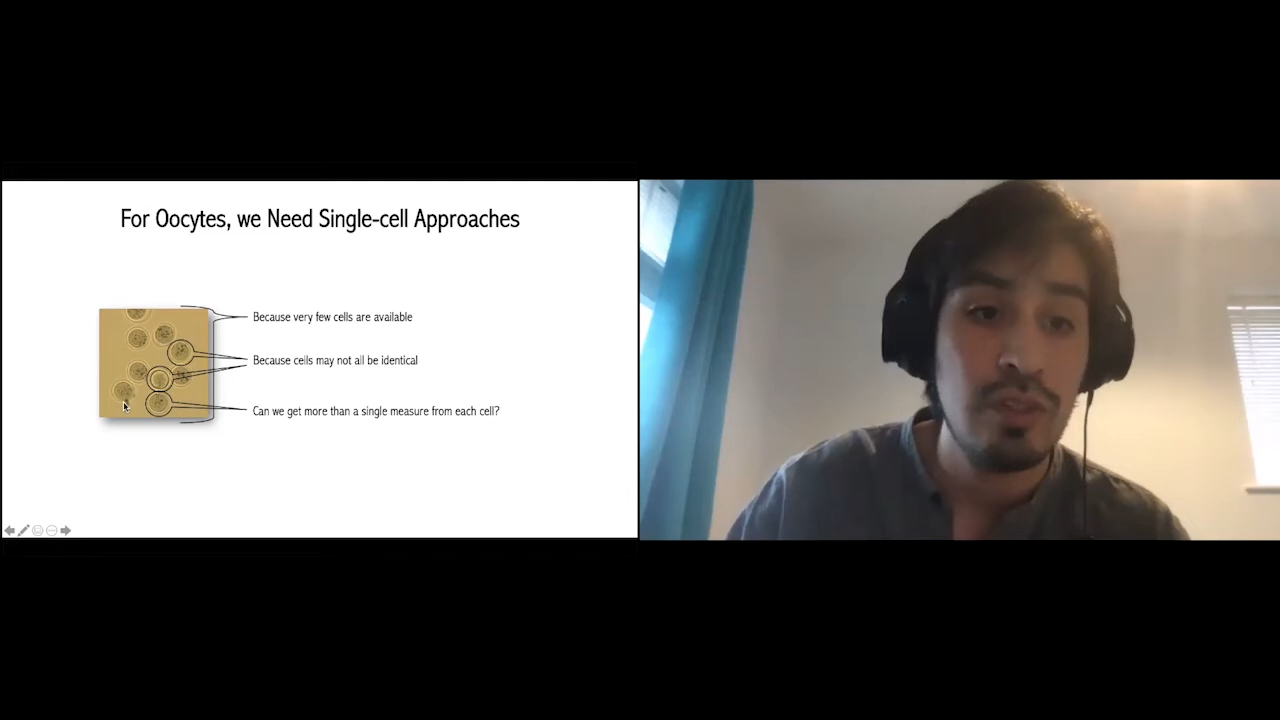 For Oocytes, we Need Single-cell Approaches
Because very few cells are available
Because cells may not all be identical
Can we get more than a single measure from each cell?